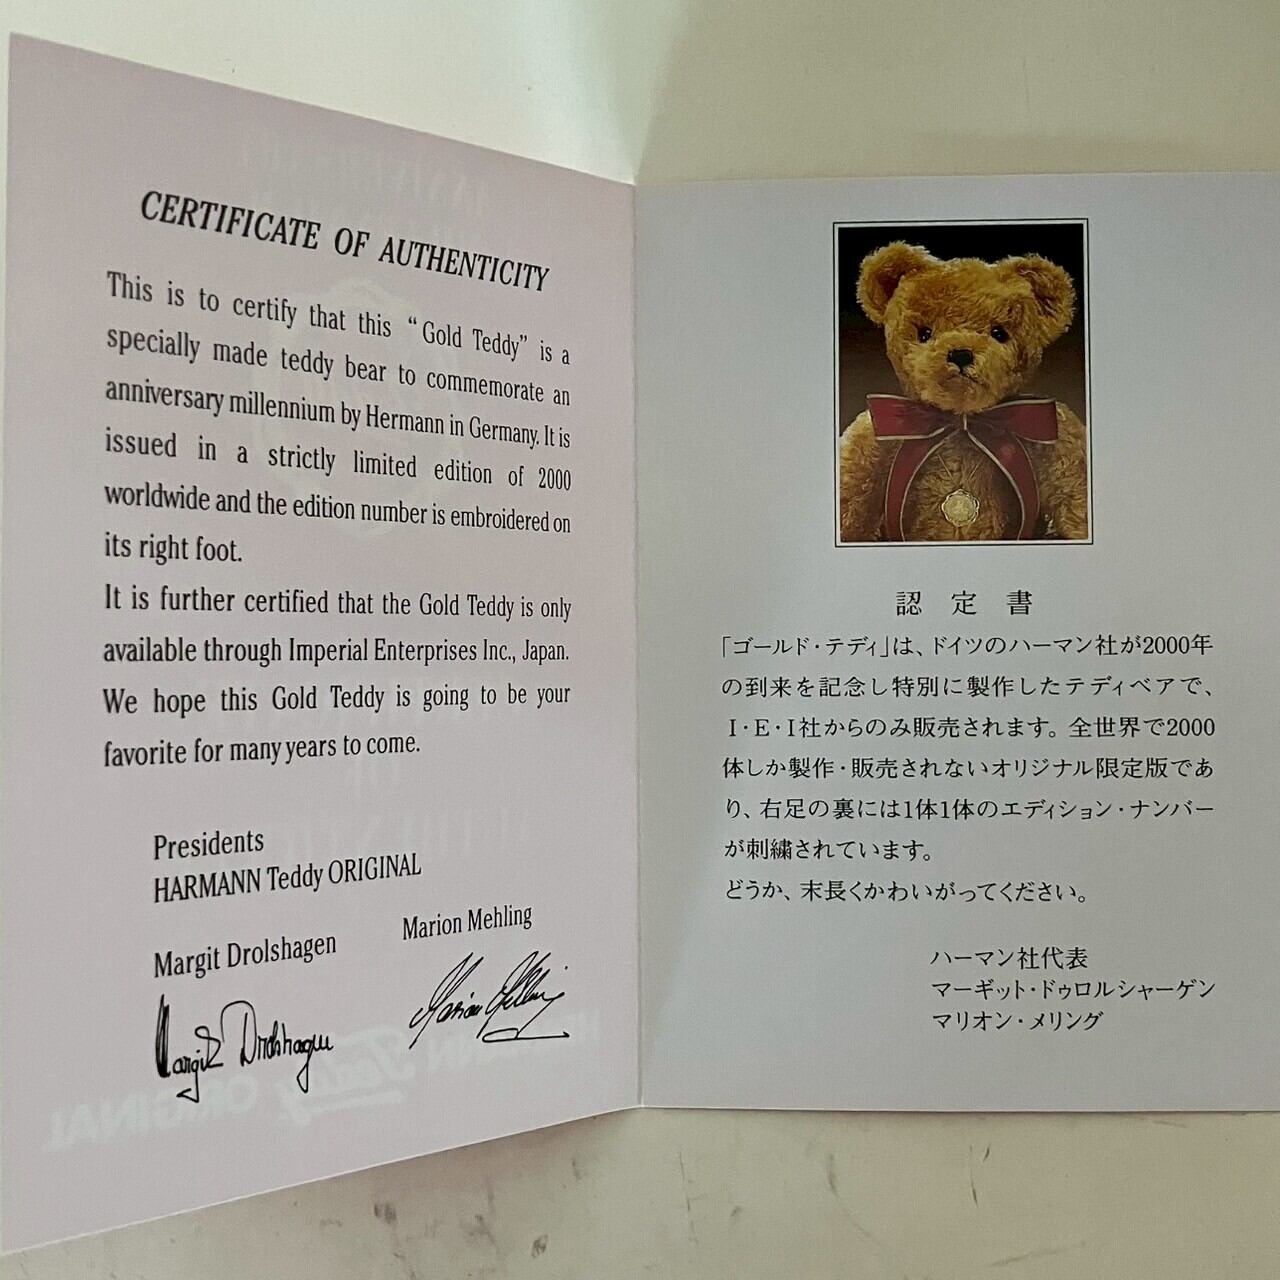 CERTIFICATE OF AUTHENTICITY
This is to certify that this “Gold Teddy” is a
specially made teddy bear to commemorate an
anniversary millennium by Hermann in Germany. It is
issued in a strictly limited edition of 2000
worldwide and the edition number is embroidered on
its right foot.
It is further certified that the Gold Teddy is only
available through Imperial Enterprises Inc., Japan.
We hope this Gold Teddy is going to be your
favorite for many years to come.
Presidents
HARMANN Teddy ORIGINAL
Margit Drolshagen
Marion Mehling
Margit Drolshagen
Marion Mehling
認定書
「ゴールド・テディ」は、ドイツのハーマン社が2000年
の到来を記念し特別に製作したテディベアで、
I・E・I社からのみ販売されます。全世界で2000
体しか製作・販売されないオリジナル限定版であ
り、右足の裏には1体1体のエディション・ナンバー
が刺繍されています。
どうか、末長くかわいがってください。
ハーマン社代表
マーギット・ドゥロルシャーゲン
マリオン・メリング